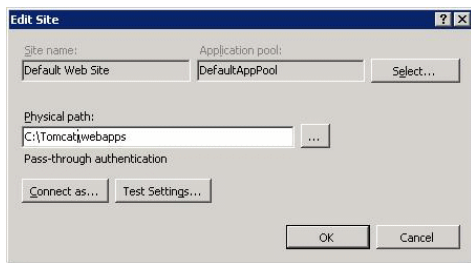 Edit Site
Site name:
Application pool:
Default Web Site
DefaultAppPool
Select...
Physical path:
C:\Tomcat\webapps
...
Pass-through authentication
Connect as...
Test Settings...
OK
Cancel